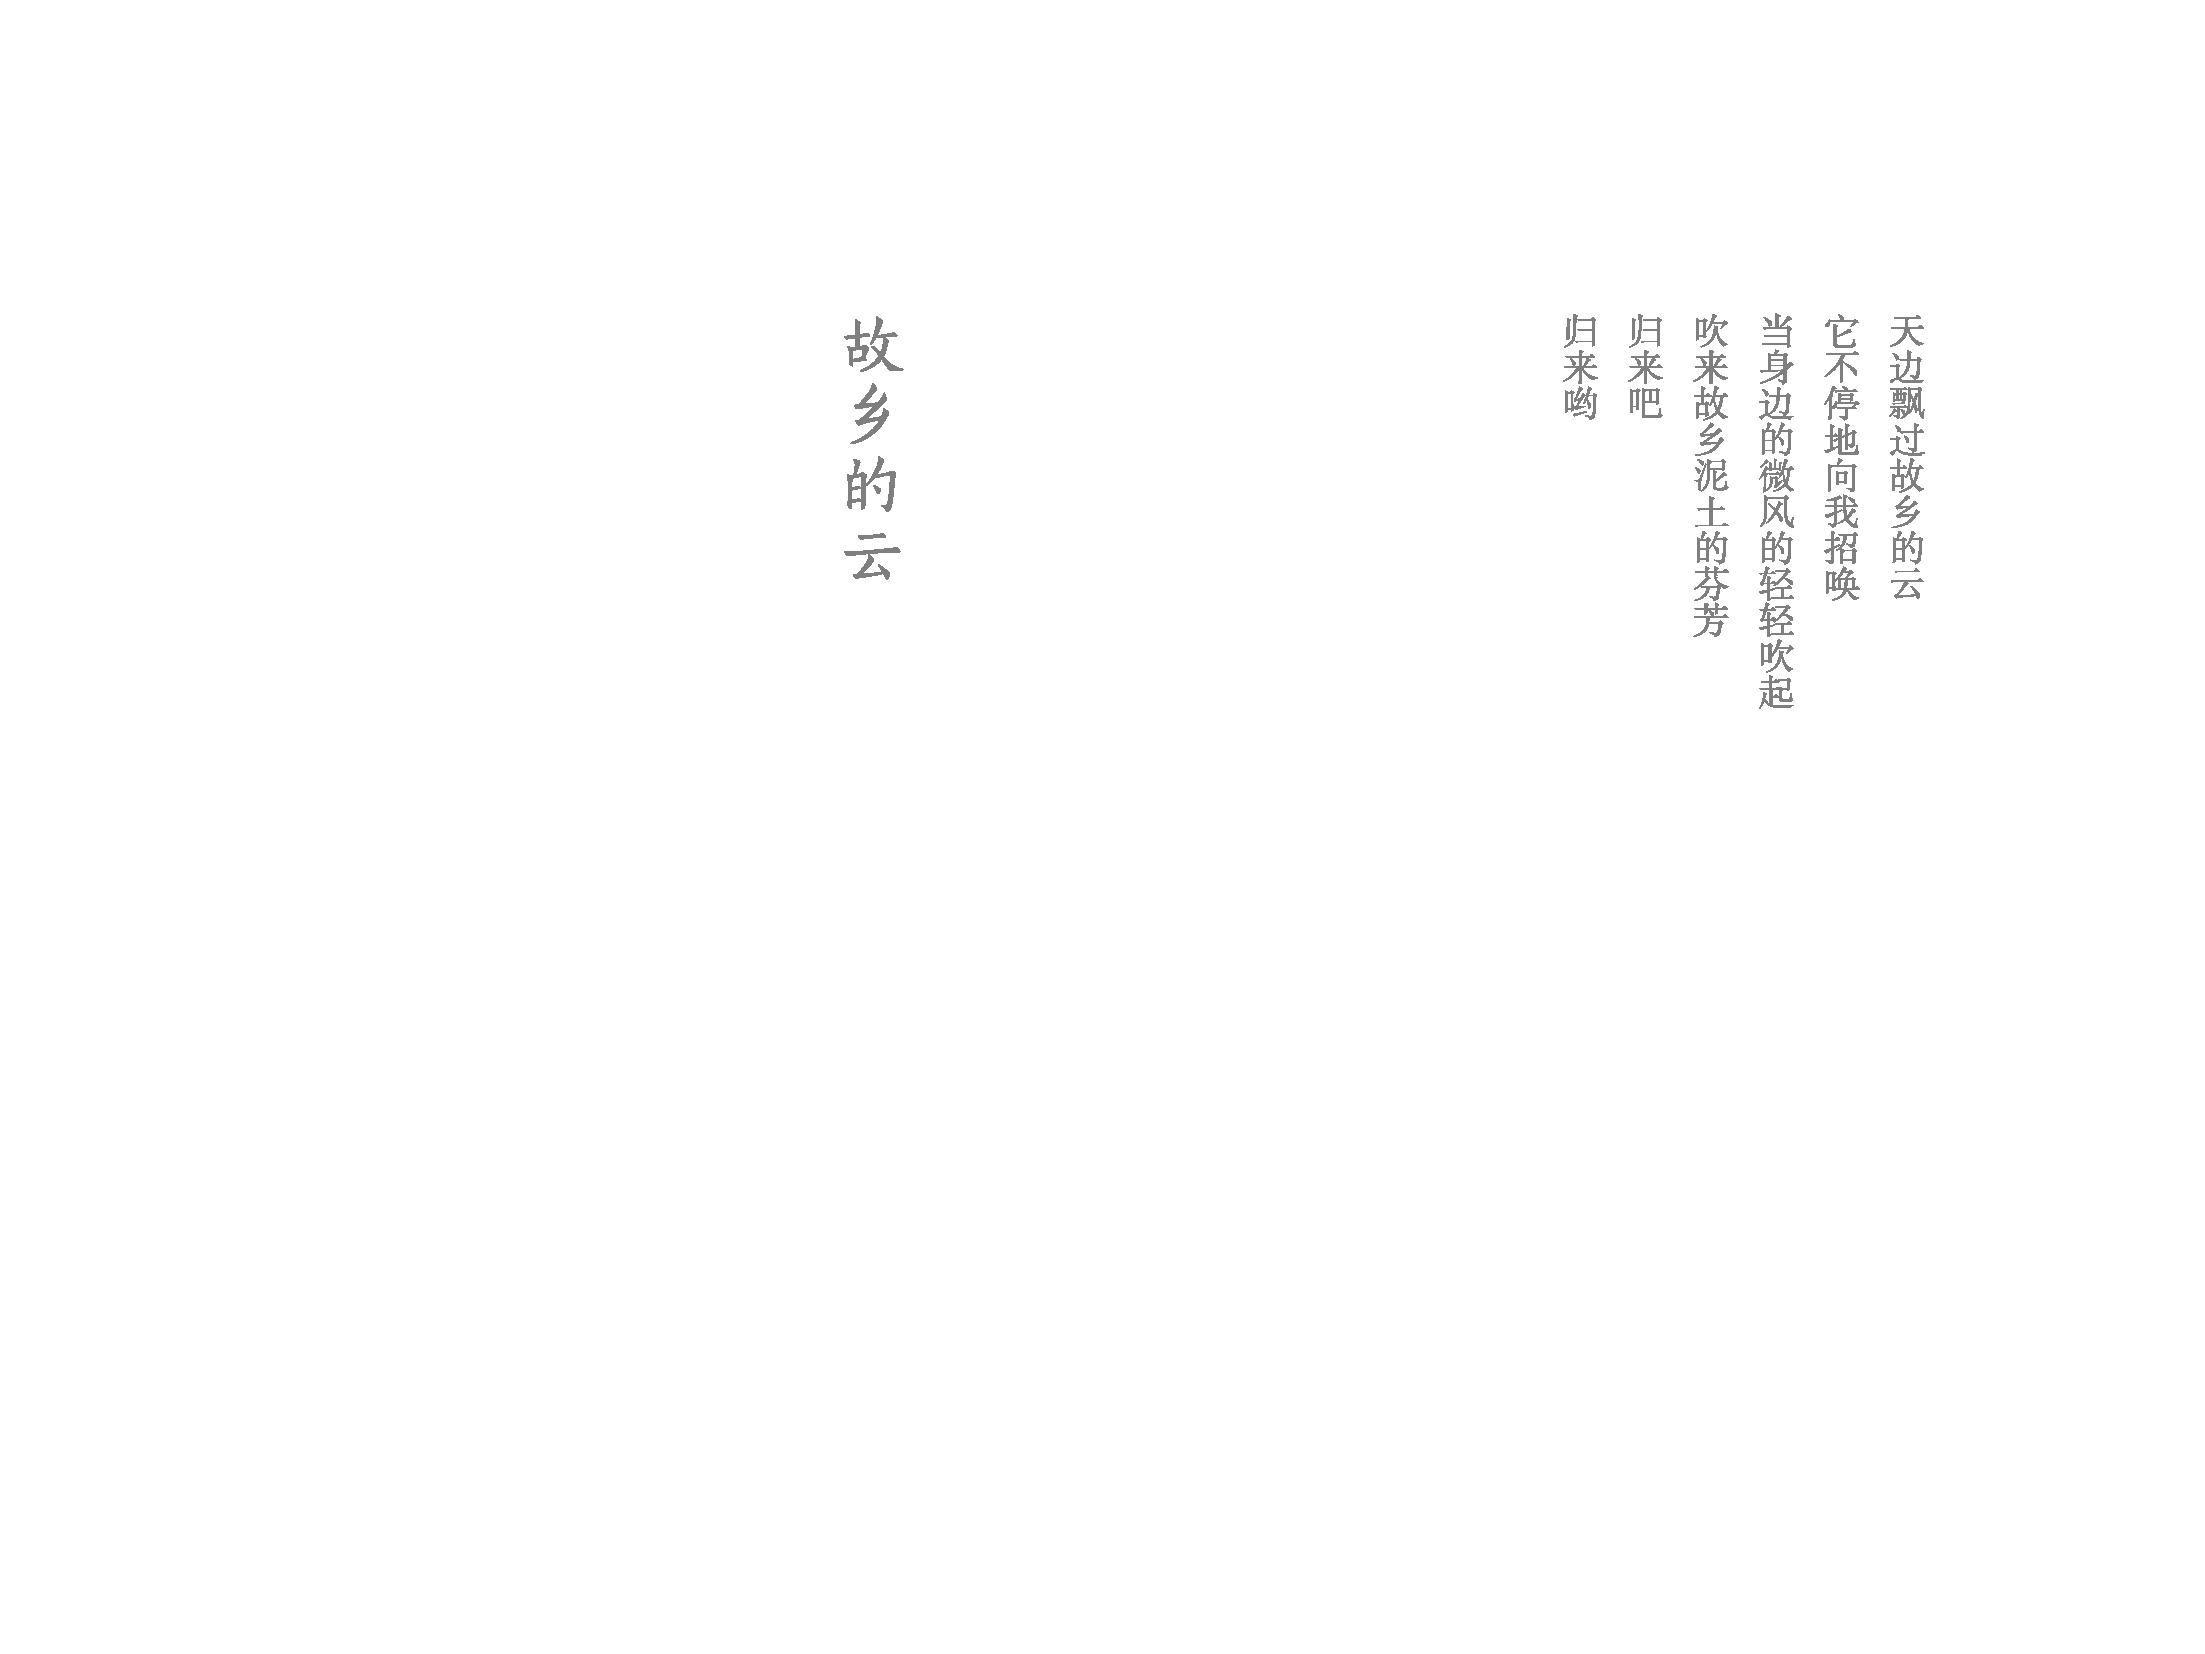 天边飘过故乡的云
它不停地向我招唤
当身边的微风的轻轻吹起
吹来故乡泥土的芬芳
归来吧
归来哟
故乡的云